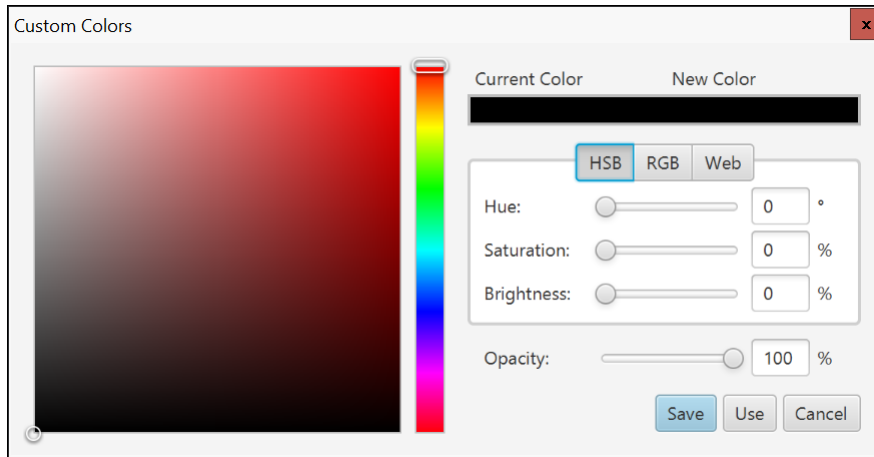 Custom Colors x
Current Color New Color
HSB RGB Web
Hue: 0 °
Saturation: 0 %
Brightness: 0 %
Opacity: 100 %
Save Use Cancel